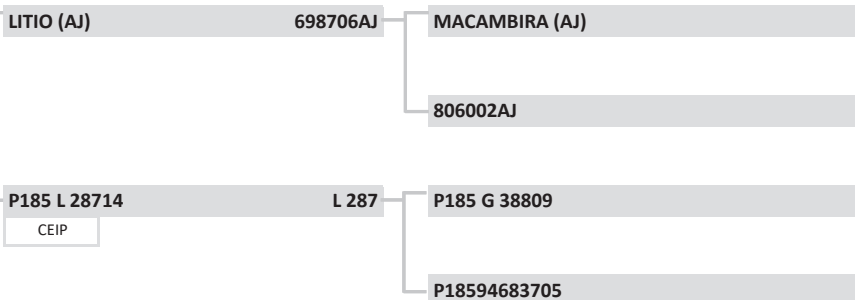 LITIO (AJ) 698706AJ MACAMBIRA (AJ)
806002AJ
P185 L 28714 L 287 P185 G 38809
CEIP
P18594683705